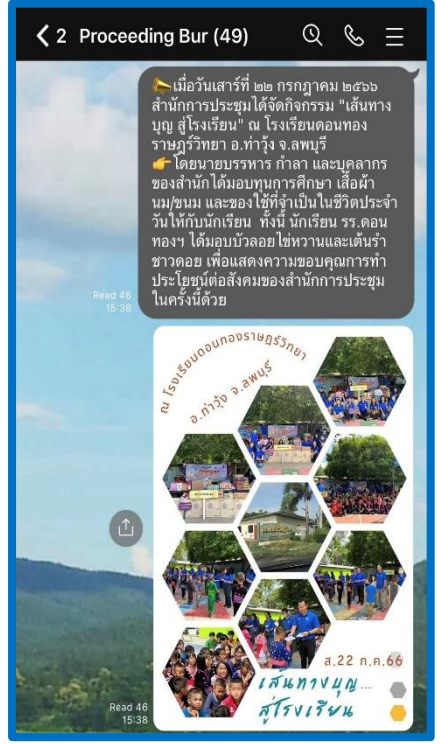 2 Proceeding Bur (49)
📣เมื่อวันเสาร์ที่ ๒๒ กรกฎาคม ๒๕๖๖
สำนักการประชุมได้จัดกิจกรรม "เส้นทาง
บุญ สู่โรงเรียน" ณ โรงเรียนดอนทอง
ราษฎร์วิทยา อ.ท่าวุ้ง จ.ลพบุรี
👉โดยนายบรรหาร กำลา และบุคลากร
ของสำนักได้มอบทุนการศึกษา เสื้อผ้า
นม/ขนม และของใช้ที่จำเป็นในชีวิตประจำ
วันให้กับนักเรียน ทั้งนี้ นักเรียน รร.ดอน
ทองฯ ได้มอบบัวลอยไข่หวานและเต้นรำ
ชาวดอย เพื่อแสดงความขอบคุณการทำ
ประโยชน์ต่อสังคมของสำนักการประชุม
ในครั้งนี้ด้วย
Read 46
15:38
ณ โรงเรียนดอนทองราษฎร์วิทยา
อ.ท่าวุ้ง จ.ลพบุรี
ส.22 ก.ค.66
เส้นทางบุญ...
สู่โรงเรียน
Read 46
15:38